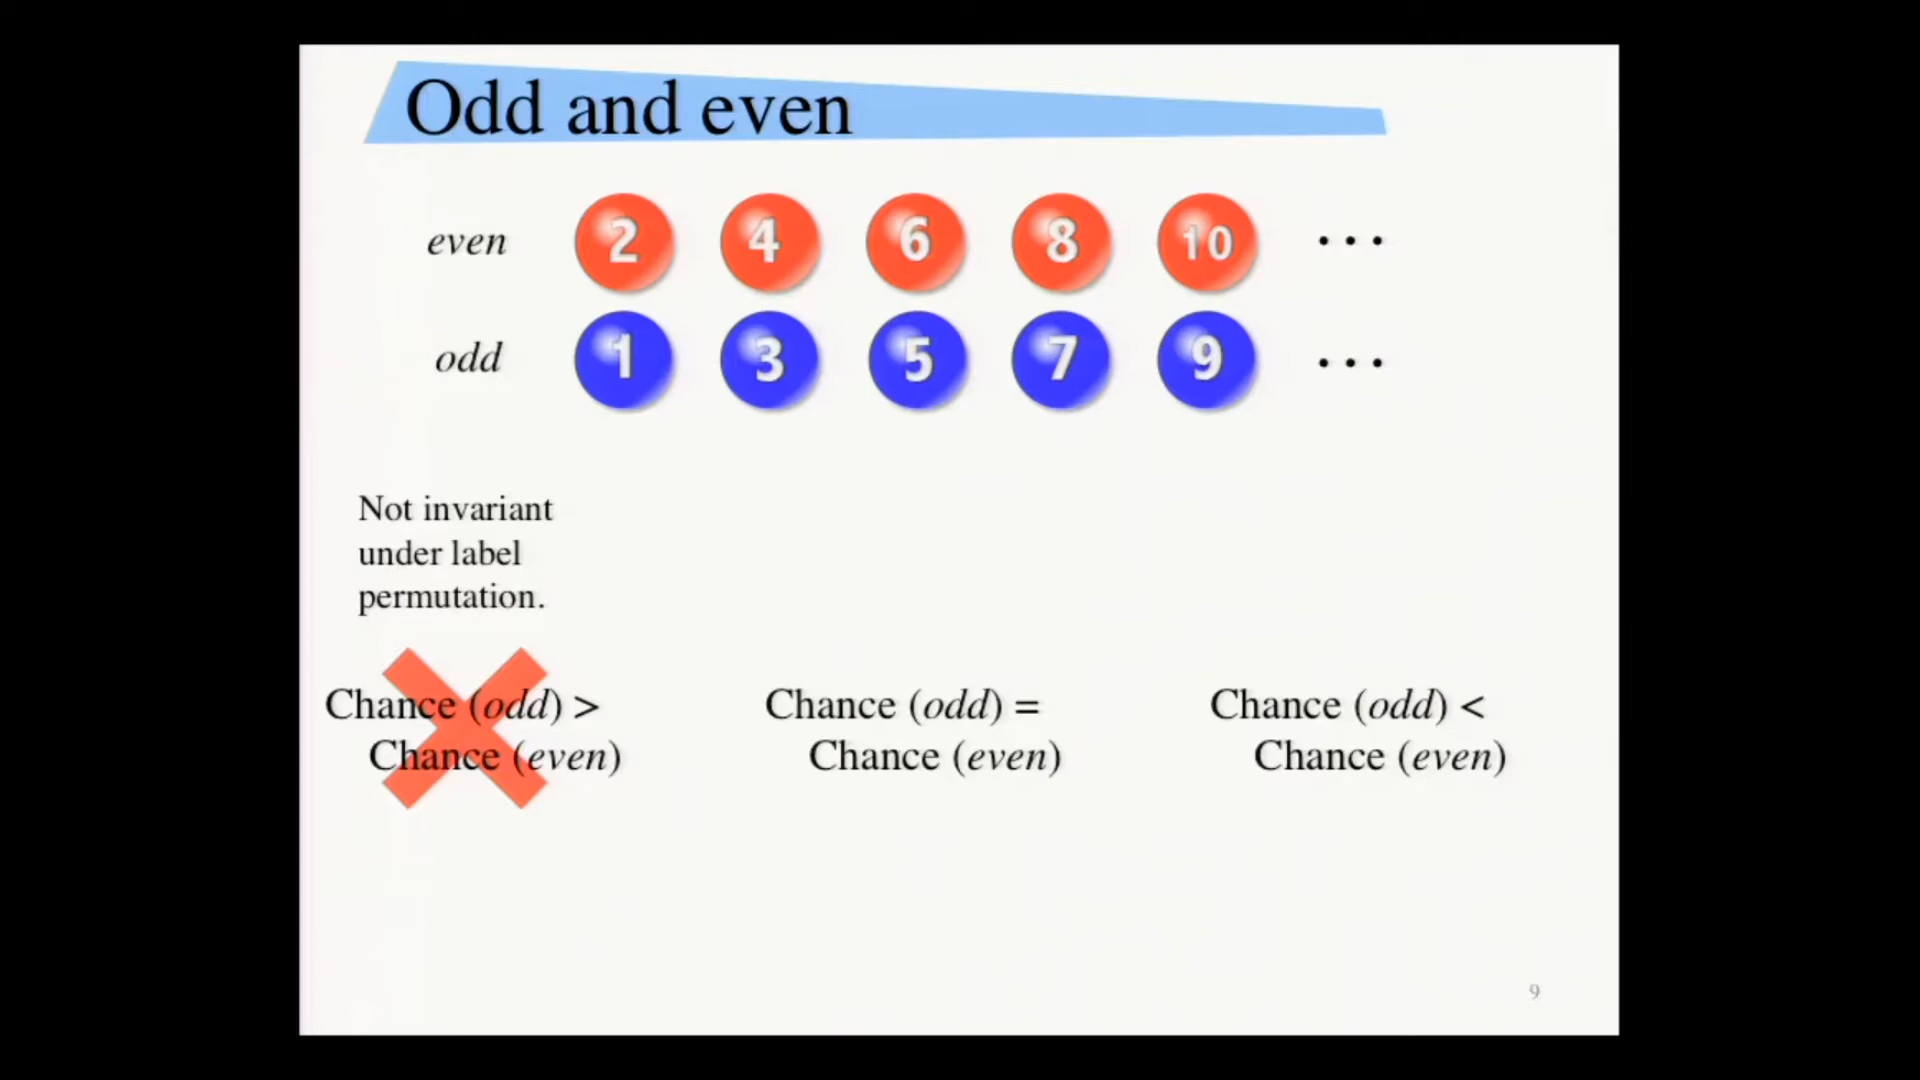 Odd and even
even 2 4 6 8 10 ...
odd 1 3 5 7 9 ...
Not invariant
under label
permutation.
Chance (odd) >
Chance (even)
Chance (odd) =
Chance (even)
Chance (odd) <
Chance (even)
9